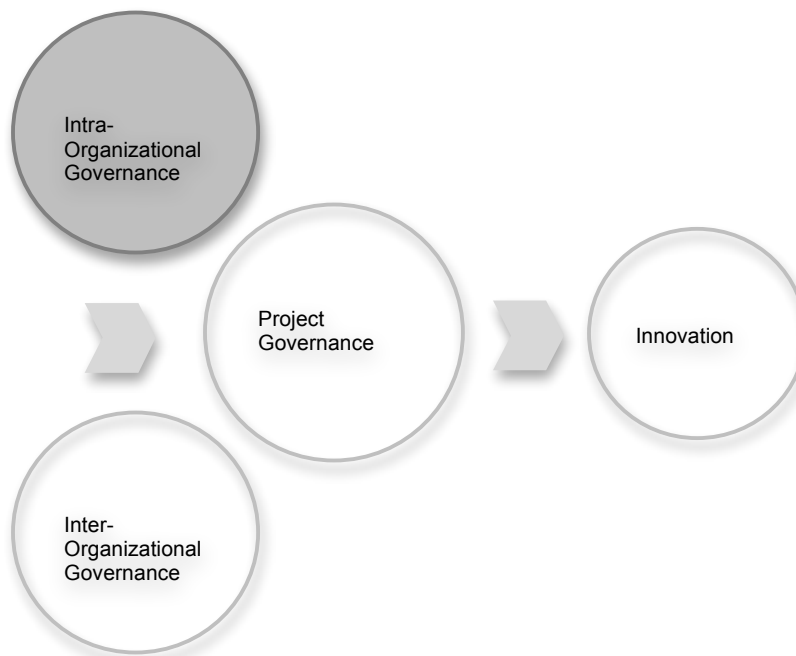 Intra-
Organizational
Governance
Project
Governance
Innovation
Inter-
Organizational
Governance